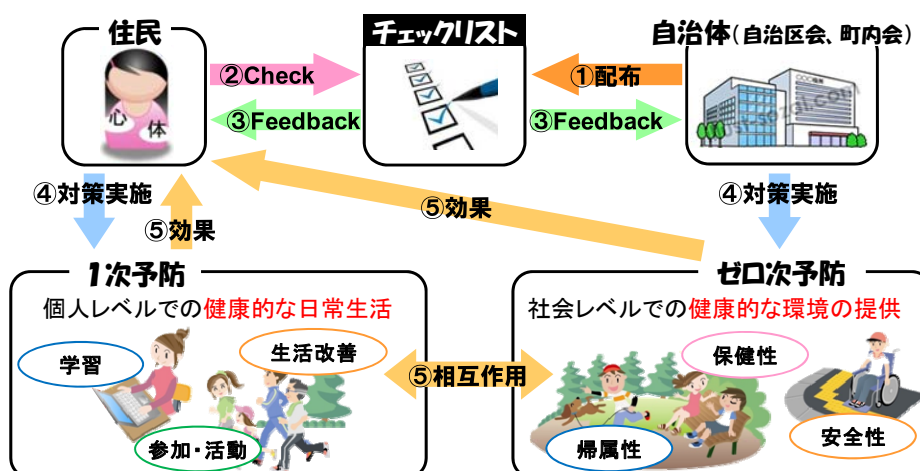 住民
チェックリスト
自治体(自治区会、町内会)
②Check
①配布
心 体
③Feedback
③Feedback
④対策実施
⑤効果
⑤効果
④対策実施
1次予防
ゼロ次予防
個人レベルでの健康的な日常生活
社会レベルでの健康的な環境の提供
学習
生活改善
保健性
⑤相互作用
参加・活動
帰属性
安全性